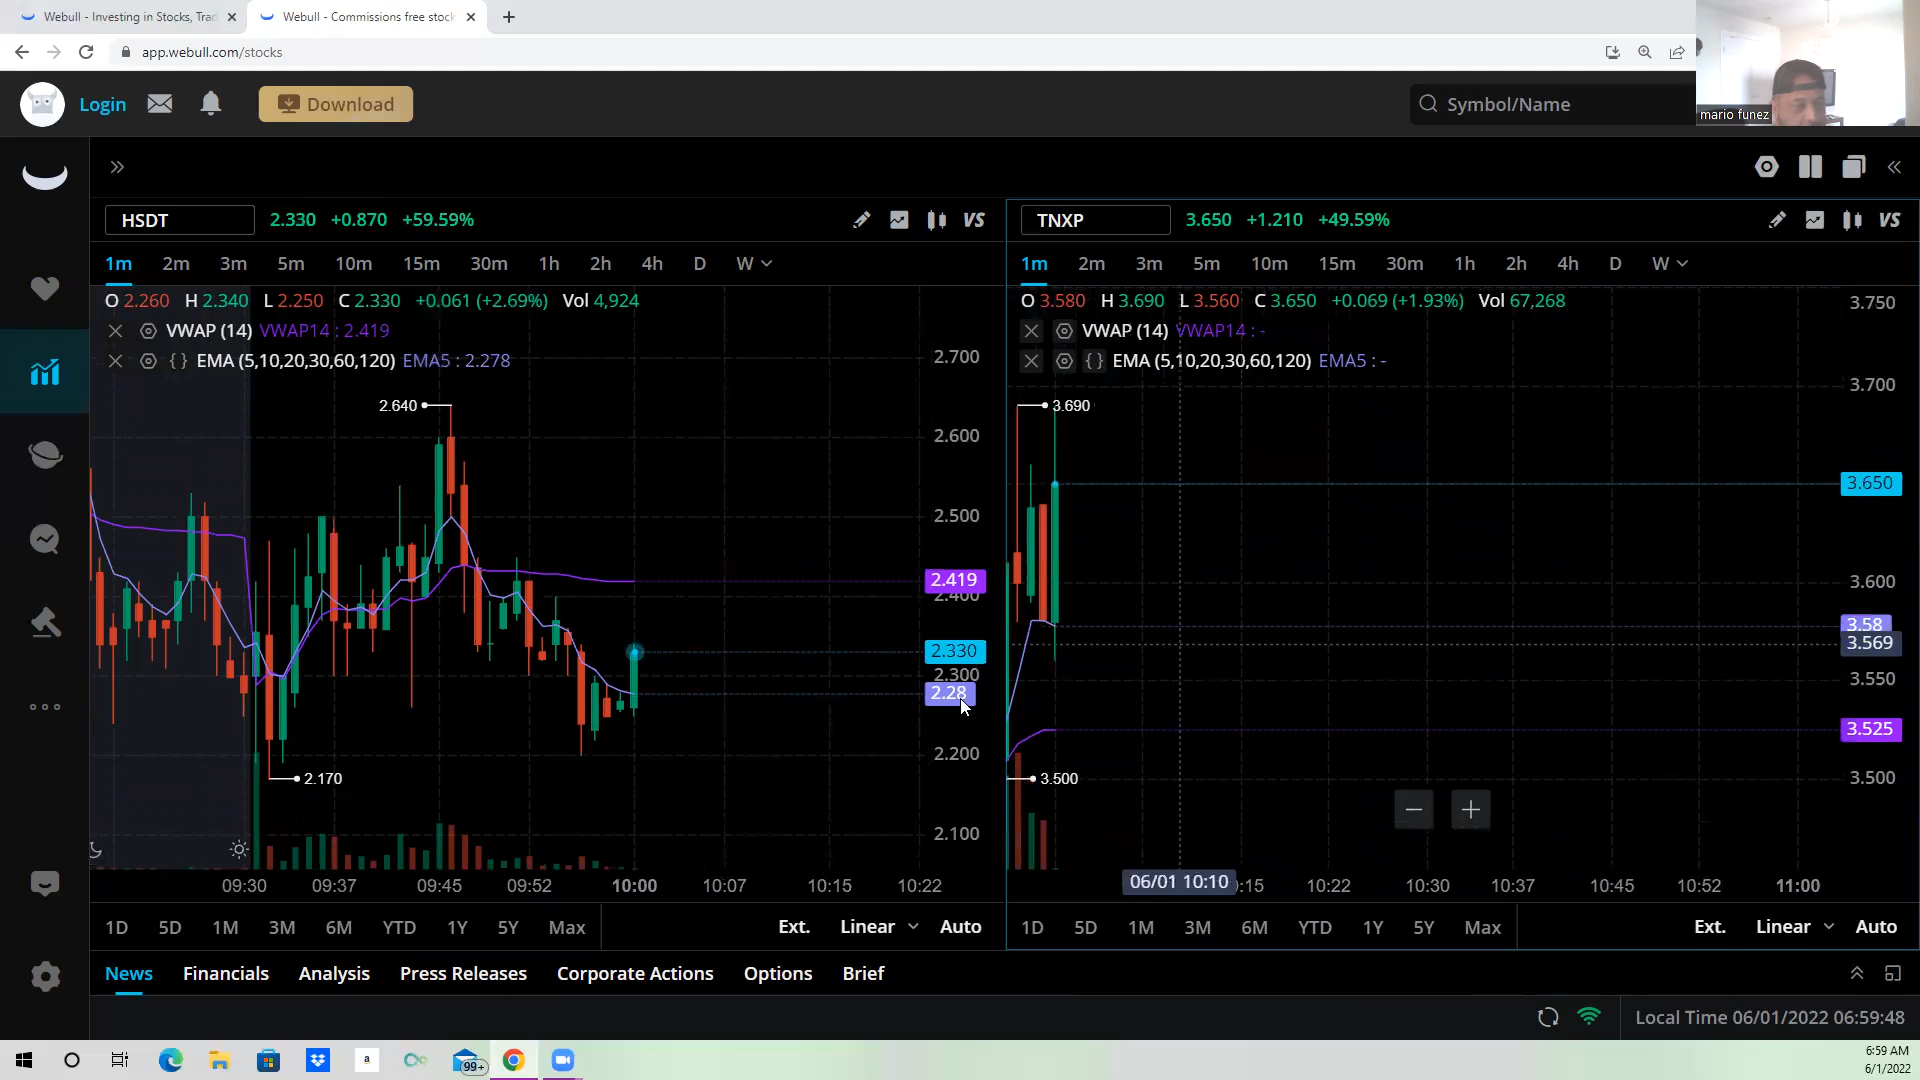 Webull - Investing in Stocks, Trad
Webull - Commissions free stock
app.webull.com/stocks
Login
Download
Symbol/Name
mario funez
HSDT 2.330 +0.870 +59.59% VS
1m 2m 3m 5m 10m 15m 30m 1h 2h 4h D W
O 2.260 H 2.340 L 2.250 C 2.330 +0.061 (+2.69%) Vol 4,924
VWAP (14) VWAP14 : 2.419
EMA (5,10,20,30,60,120) EMA5 : 2.278
2.640
2.170
2.700
2.600
2.500
2.419
2.400
2.330
2.300
2.28
2.200
2.100
09:30 09:37 09:45 09:52 10:00 10:07 10:15 10:22
1D 5D 1M 3M 6M YTD 1Y 5Y Max Ext. Linear Auto
TNXP 3.650 +1.210 +49.59% VS
1m 2m 3m 5m 10m 15m 30m 1h 2h 4h D W
O 3.580 H 3.690 L 3.560 C 3.650 +0.069 (+1.93%) Vol 67,268
VWAP (14) VWAP14 : -
EMA (5,10,20,30,60,120) EMA5 : -
3.690
3.500
3.750
3.700
3.650
3.600
3.58
3.569
3.550
3.525
3.500
06/01 10:10 :15 10:22 10:30 10:37 10:45 10:52 11:00
1D 5D 1M 3M 6M YTD 1Y 5Y Max Ext. Linear Auto
News Financials Analysis Press Releases Corporate Actions Options Brief
Local Time 06/01/2022 06:59:48
a
99+
6:59 AM
6/1/2022